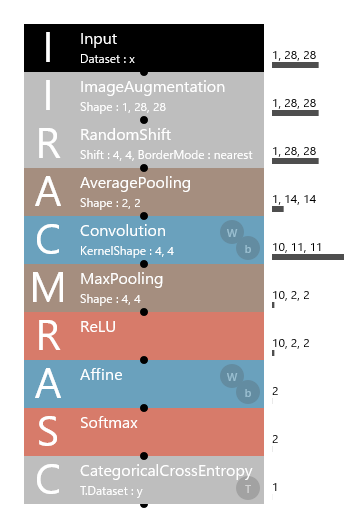 I Input
Dataset : x
1, 28, 28
I ImageAugmentation
Shape : 1, 28, 28
1, 28, 28
R RandomShift
Shift : 4, 4, BorderMode : nearest
1, 28, 28
A AveragePooling
Shape : 2, 2
1, 14, 14
C Convolution
KernelShape : 4, 4
W
b
10, 11, 11
M MaxPooling
Shape : 4, 4
10, 2, 2
R ReLU
10, 2, 2
A Affine
W
b
2
S Softmax
2
C CategoricalCrossEntropy
T.Dataset : y
T
1